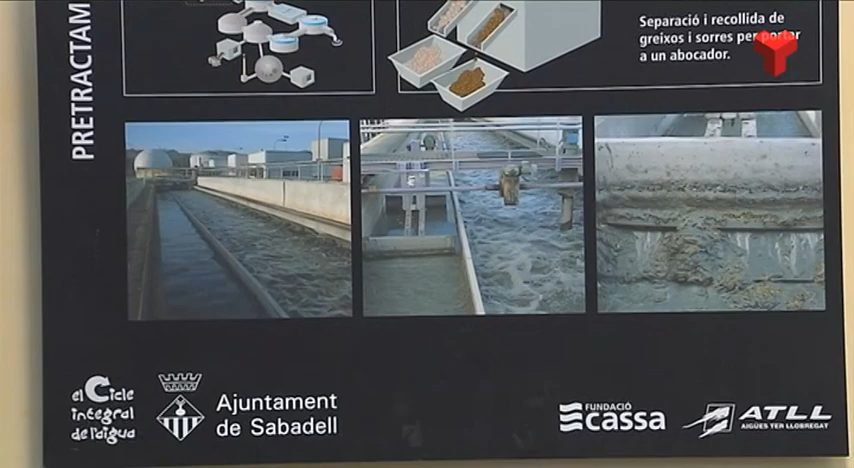 PRETRACTAM
Separació i recollida de
greixos i sorres per portar
a un abocador.
el Cicle
integral
de l'aigua
Ajuntament
de Sabadell
FUNDACIÓ
cassa
ATLL
AIGÜES TER LLOBREGAT